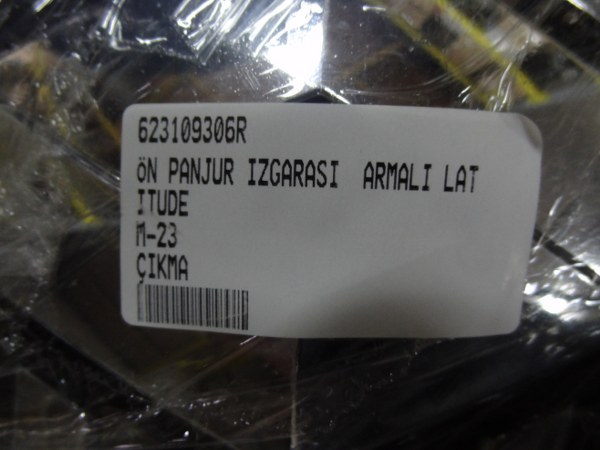 623109306R
öN PANJUR IZGARASI ARMALI LAT
ITUDE
M-23
ÇIKMA